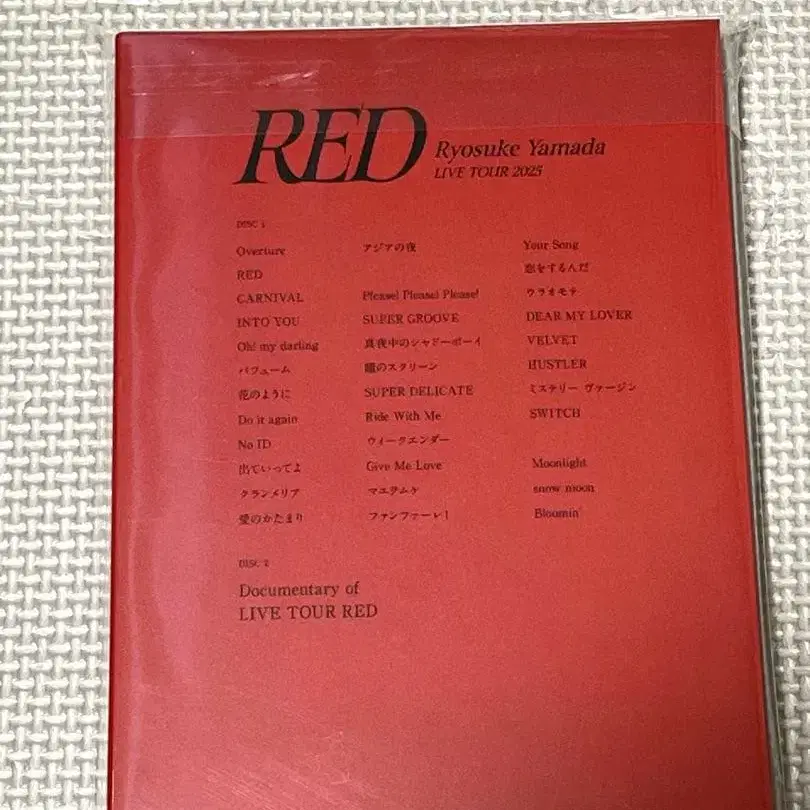 RED
Ryosuke Yamada
LIVE TOUR 2025
DISC 1
Overture
RED
CARNIVAL
INTO YOU
Oh! my darling
パフューム
花のように
Do it again
No ID
出ていってよ
クランメリア
愛のかたまり
アジアの夜
Please! Please! Please!
SUPER GROOVE
真夜中のシャドーボーイ
瞳のスクリーン
SUPER DELICATE
Ride With Me
ウィークエンダー
Give Me Love
マエヲムケ
ファンファーレ!
Your Song
恋をするんだ
ウラオモテ
DEAR MY LOVER
VELVET
HUSTLER
ミステリー ヴァージン
SWITCH
Moonlight
snow moon
Bloomin'
DISC 2
Documentary of
LIVE TOUR RED